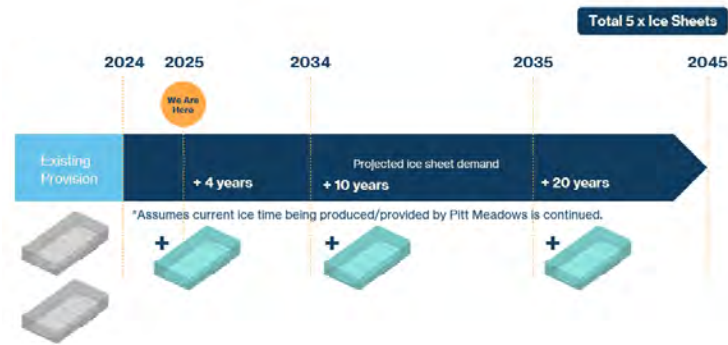 Total 5 x Ice Sheets
2024 2025 2034 2035 2045
We Are
Here
Existing
Provision
Projected ice sheet demand
+ 4 years + 10 years + 20 years
*Assumes current ice time being produced/provided by Pitt Meadows is continued.
+ + +